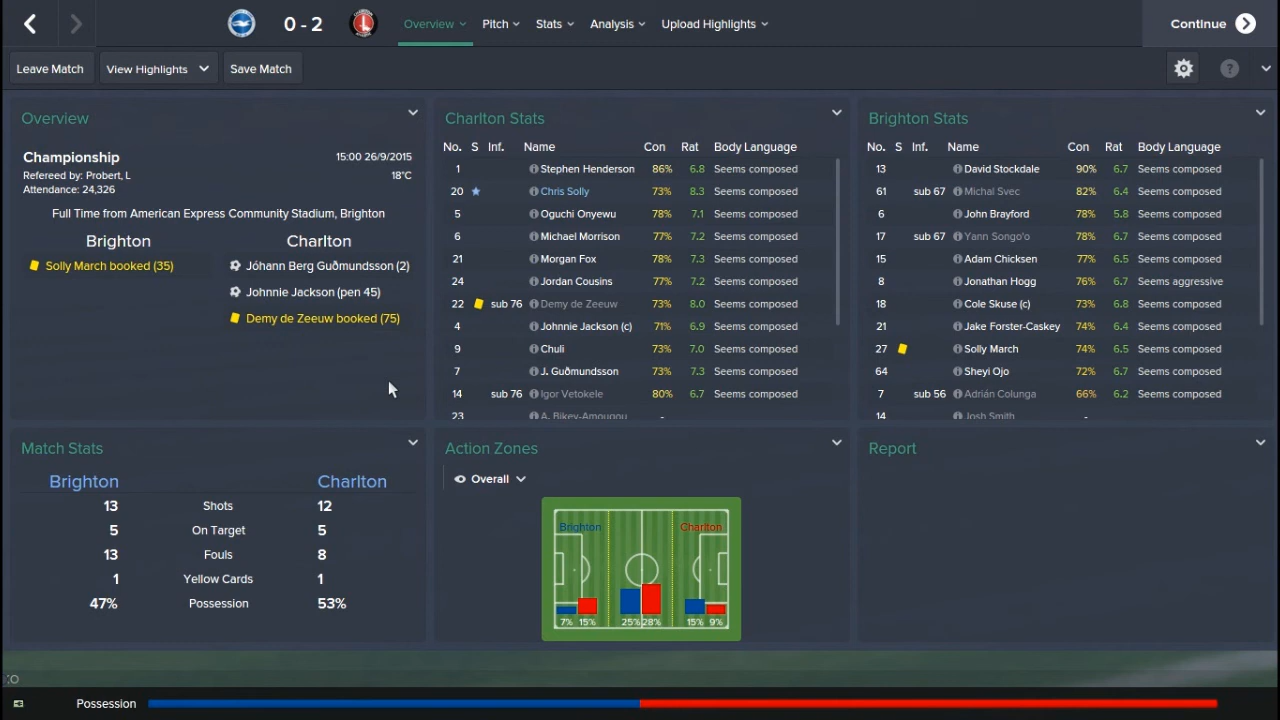 0 - 2 Overview Pitch Stats Analysis Upload Highlights Continue
Leave Match View Highlights Save Match ?
Overview
Championship 15:00 26/9/2015
Refereed by: Probert, L 18°C
Attendance: 24,326
Full Time from American Express Community Stadium, Brighton
Brighton Charlton
Solly March booked (35) Jóhann Berg Guðmundsson (2)
Johnnie Jackson (pen 45)
Demy de Zeeuw booked (75)
Charlton Stats
No. S Inf. Name Con Rat Body Language
1 Stephen Henderson 86% 6.8 Seems composed
20 Chris Solly 73% 8.3 Seems composed
5 Oguchi Onyewu 78% 7.1 Seems composed
6 Michael Morrison 77% 7.2 Seems composed
21 Morgan Fox 78% 7.3 Seems composed
24 Jordan Cousins 77% 7.2 Seems composed
22 sub 76 Demy de Zeeuw 73% 8.0 Seems composed
4 Johnnie Jackson (c) 71% 6.9 Seems composed
9 Chuli 73% 7.0 Seems composed
7 J. Guðmundsson 73% 7.3 Seems composed
14 sub 76 Igor Vetokele 80% 6.7 Seems composed
23 A. Bikey-Amougou -
Brighton Stats
No. S Inf. Name Con Rat Body Language
13 David Stockdale 90% 6.7 Seems composed
61 sub 67 Michal Svec 82% 6.4 Seems composed
6 John Brayford 78% 5.8 Seems composed
17 sub 67 Yann Songo'o 78% 6.7 Seems composed
15 Adam Chicksen 77% 6.5 Seems composed
8 Jonathan Hogg 76% 6.7 Seems aggressive
18 Cole Skuse (c) 73% 6.8 Seems composed
21 Jake Forster-Caskey 74% 6.4 Seems composed
27 Solly March 74% 6.5 Seems composed
64 Sheyi Ojo 72% 6.7 Seems composed
7 sub 56 Adrián Colunga 66% 6.2 Seems composed
14 Josh Smith -
Match Stats
Brighton Charlton
13 Shots 12
5 On Target 5
13 Fouls 8
1 Yellow Cards 1
47% Possession 53%
Action Zones
Overall
Brighton Charlton
7% 15% 25% 28% 15% 9%
Report
Possession